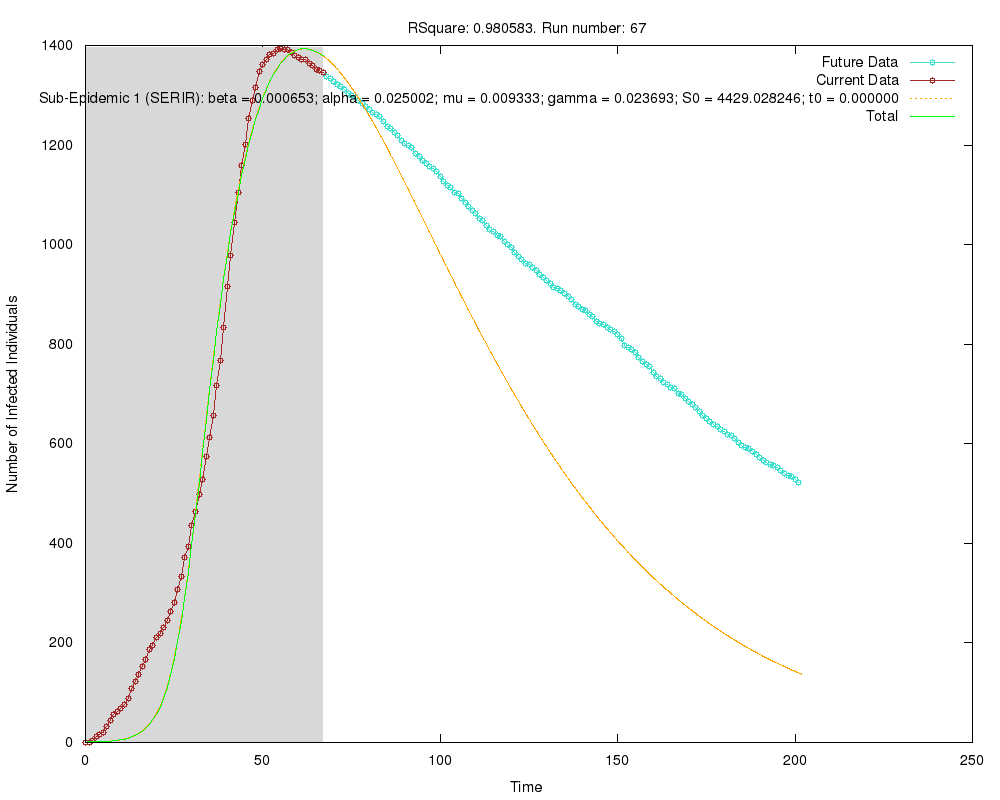 RSquare: 0.980583. Run number: 67
1400
1200
1000
800
600
400
200
0
Number of Infected Individuals
Future Data
Current Data
Sub-Epidemic 1 (SERIR): beta = 0.000653; alpha = 0.025002; mu = 0.009333; gamma = 0.023693; S0 = 4429.028246; t0 = 0.000000
Total
0 50 100 150 200 250
Time